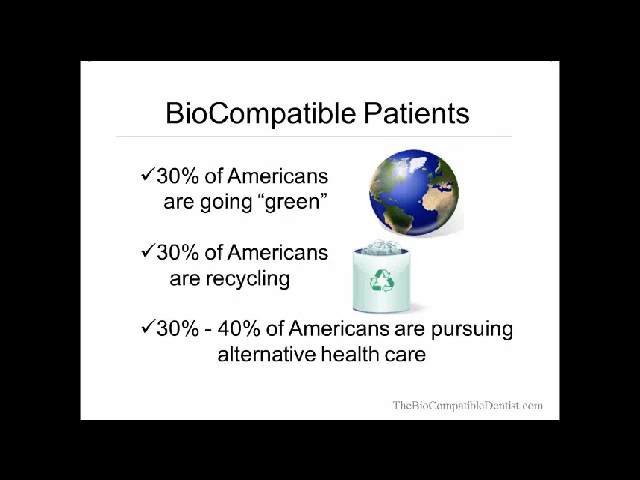 BioCompatible Patients
✓30% of Americans
are going “green”
✓30% of Americans
are recycling
✓30% - 40% of Americans are pursuing
alternative health care
TheBioCompatibleDentist.com